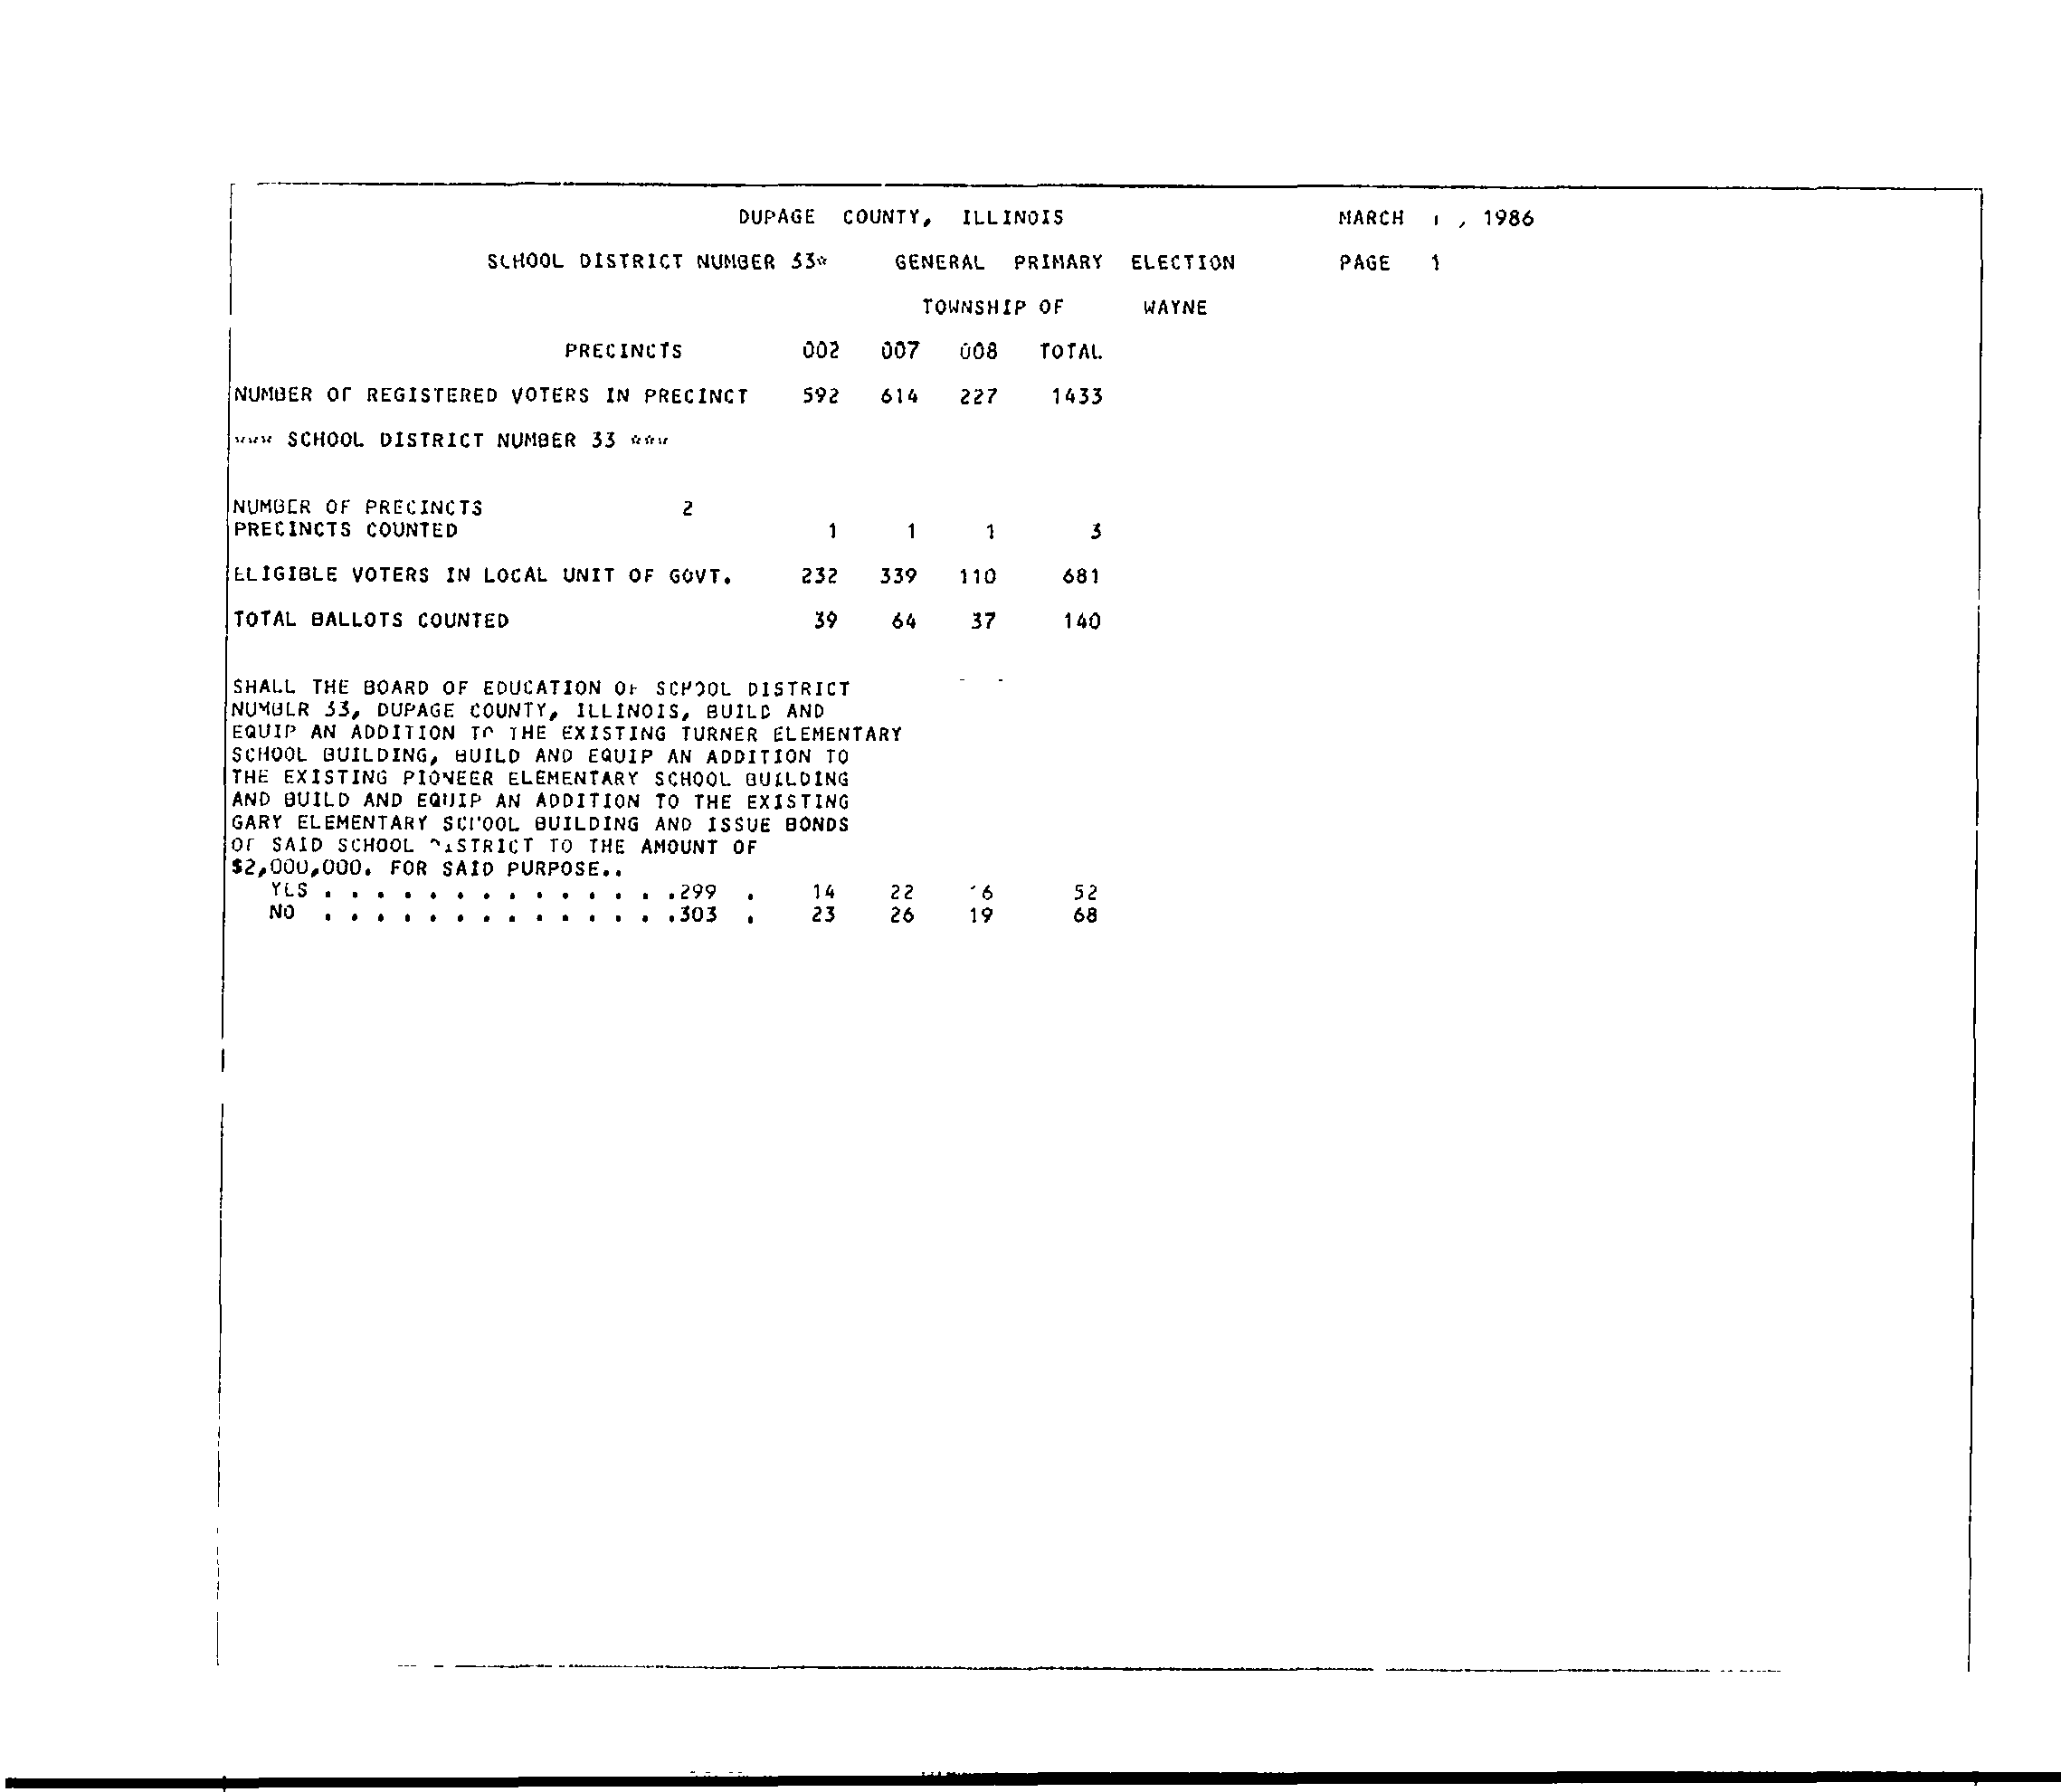 DUPAGE COUNTY, ILLINOIS MARCH , 1986
SCHOOL DISTRICT NUMBER 33* GENERAL PRIMARY ELECTION PAGE 1
TOWNSHIP OF WAYNE
PRECINCTS 002 007 008 TOTAL
NUMBER OF REGISTERED VOTERS IN PRECINCT 592 614 227 1433
*** SCHOOL DISTRICT NUMBER 33 ***
NUMBER OF PRECINCTS 2
PRECINCTS COUNTED 1 1 1 3
ELIGIBLE VOTERS IN LOCAL UNIT OF GOVT. 232 339 110 681
TOTAL BALLOTS COUNTED 39 64 37 140
SHALL THE BOARD OF EDUCATION OF SCHOOL DISTRICT
NUMBER 33, DUPAGE COUNTY, ILLINOIS, BUILD AND
EQUIP AN ADDITION TO THE EXISTING TURNER ELEMENTARY
SCHOOL BUILDING, BUILD AND EQUIP AN ADDITION TO
THE EXISTING PIONEER ELEMENTARY SCHOOL BUILDING
AND BUILD AND EQUIP AN ADDITION TO THE EXISTING
GARY ELEMENTARY SCHOOL BUILDING AND ISSUE BONDS
OF SAID SCHOOL DISTRICT TO THE AMOUNT OF
$2,000,000. FOR SAID PURPOSE..
YES . . . . . . . . . . . . . .299 . 14 22 16 52
NO . . . . . . . . . . . . . .303 . 23 26 19 68